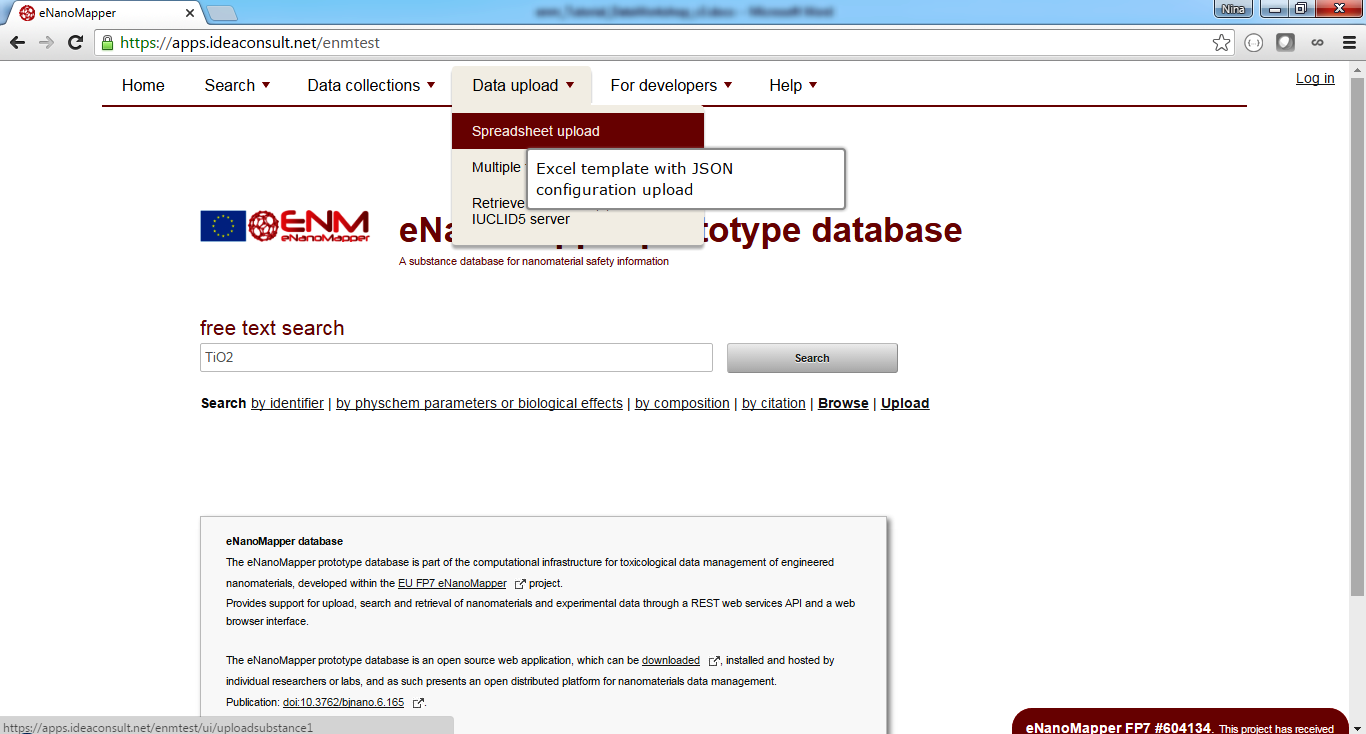 eNanoMapper
enm_Tutorial_DataWorkshop_v3.docx - Microsoft Word
Nina
https://apps.ideaconsult.net/enmtest
Log in
Home
Search
Data collections
Data upload
For developers
Help
Spreadsheet upload
Multiple
Excel template with JSON
configuration upload
Retrieve
IUCLID5 server
ENM
eNanoMapper
eNa
totype database
A substance database for nanomaterial safety information
free text search
TiO2
Search
Search by identifier | by physchem parameters or biological effects | by composition | by citation | Browse | Upload
eNanoMapper database
The eNanoMapper prototype database is part of the computational infrastructure for toxicological data management of engineered
nanomaterials, developed within the EU FP7 eNanoMapper project.
Provides support for upload, search and retrieval of nanomaterials and experimental data through a REST web services API and a web
browser interface.
The eNanoMapper prototype database is an open source web application, which can be downloaded , installed and hosted by
individual researchers or labs, and as such presents an open distributed platform for nanomaterials data management.
Publication: doi:10.3762/bjnano.6.165 .
https://apps.ideaconsult.net/enmtest/ui/uploadsubstance1
eNanoMapper FP7 #604134. This project has received